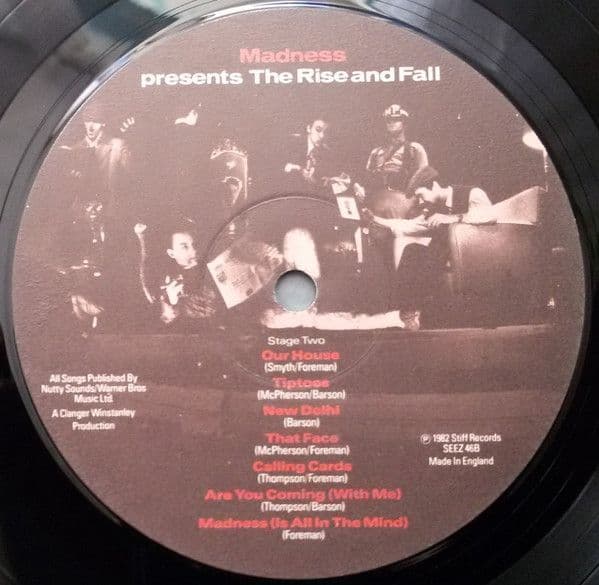 Madness
presents The Rise and Fall
Stage Two
Our House
(Smyth/Foreman)
Tiptoes
(McPherson/Barson)
New Delhi
(Barson)
That Face
(McPherson/Foreman)
Calling Cards
(Thompson/Foreman)
Are You Coming (With Me)
(Thompson/Barson)
Madness (Is All In The Mind)
(Foreman)
All Songs Published By
Nutty Sounds/Warner Bros
Music Ltd.
A Clanger Winstanley
Production
℗ 1982 Stiff Records
SEEZ 46B
Made In England